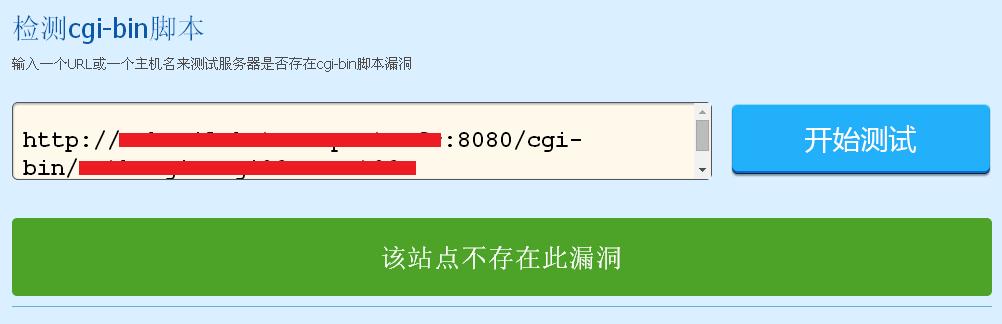 检测cgi-bin脚本
输入一个URL或一个主机名来测试服务器是否存在cgi-bin脚本漏洞
http:// :8080/cgi-
bin/
开始测试
该站点不存在此漏洞